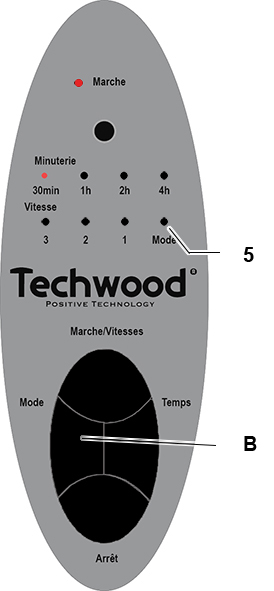 Marche
Minuterie
30min 1h 2h 4h
Vitesse
3 2 1 Mode
5
Techwood®
POSITIVE TECHNOLOGY
Marche/Vitesses
Mode Temps
B
Arrêt